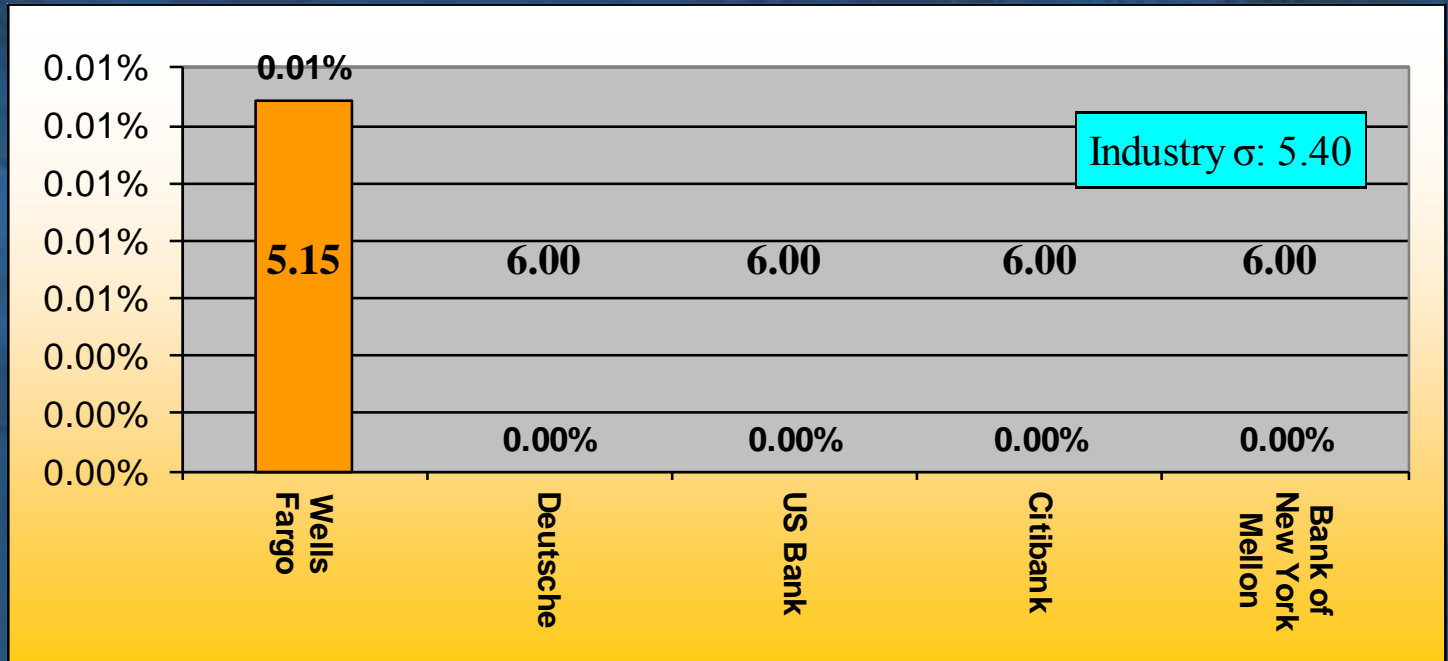 0.01%
0.01%
0.01%
0.01%
0.01%
0.00%
0.00%
0.00%
0.01%
Industry σ: 5.40
5.15
6.00
6.00
6.00
6.00
0.00%
0.00%
0.00%
0.00%
Wells
Fargo
Deutsche
US Bank
Citibank
Bank of
New York
Mellon